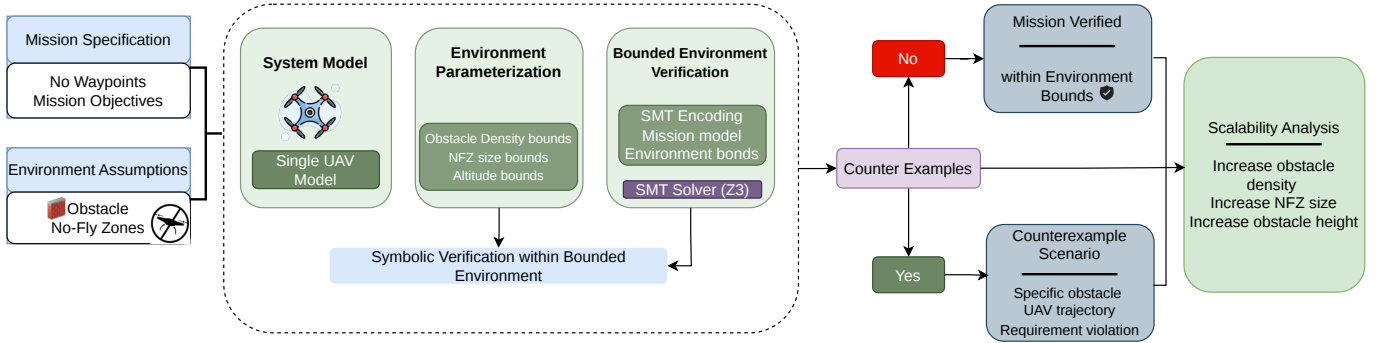 Mission Specification
No Waypoints
Mission Objectives
Environment Assumptions
Obstacle
No-Fly Zones
System Model
Single UAV
Model
Environment
Parameterization
Obstacle Density bounds
NFZ size bounds
Altitude bounds
Bounded Environment
Verification
SMT Encoding
Mission model
Environment bonds
SMT Solver (Z3)
Symbolic Verification within Bounded
Environment
Counter Examples
No
Yes
Mission Verified
within Environment
Bounds
Counterexample
Scenario
Specific obstacle
UAV trajectory
Requirement violation
Scalability Analysis
Increase obstacle
density
Increase NFZ size
Increase obstacle height